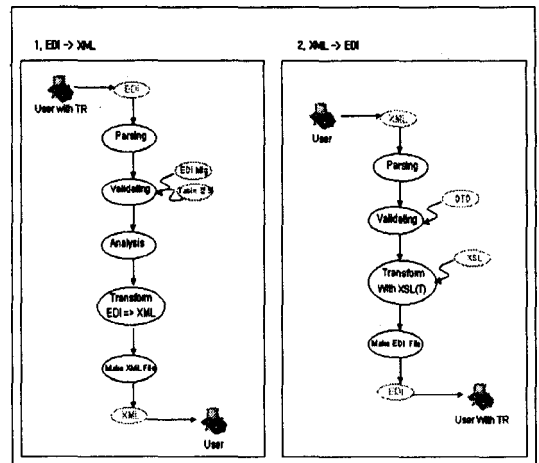 1, EDI -> XML
EDI
User with TR
Parsing
EDI Msg
Validating
Table
Analysis
Transform
EDI => XML
Make XML File
XML
User
2, XML -> EDI
XML
User
Parsing
DTD
Validating
XSL
Transform
With XSL(T)
Make EDI File
EDI
User With TR